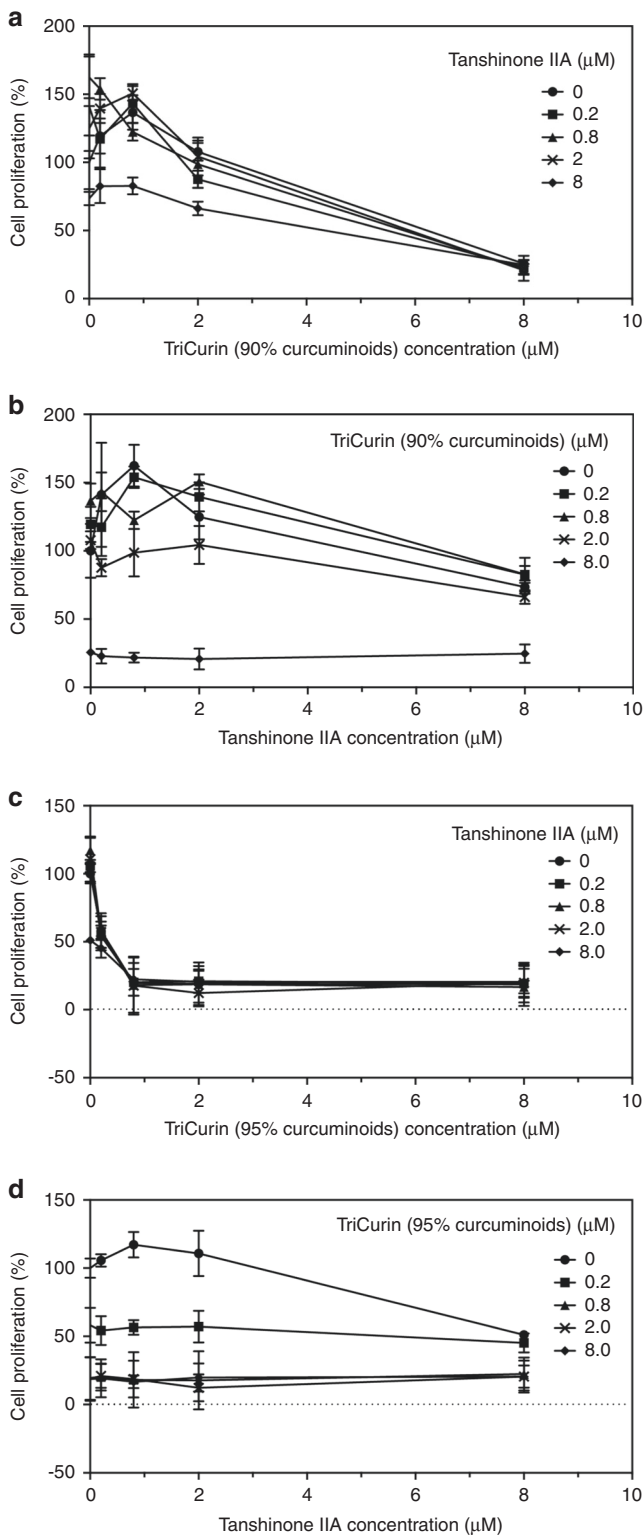 a
200
150
100
50
0
Cell proliferation (%)
Tanshinone IIA (μM)
0
0.2
0.8
2
8
0 2 4 6 8 10
TriCurin (90% curcuminoids) concentration (μM)
b
200
150
100
50
0
Cell proliferation (%)
TriCurin (90% curcuminoids) (μM)
0
0.2
0.8
2.0
8.0
0 2 4 6 8 10
Tanshinone IIA concentration (μM)
c
150
100
50
0
-50
Cell proliferation (%)
Tanshinone IIA (μM)
0
0.2
0.8
2.0
8.0
0 2 4 6 8 10
TriCurin (95% curcuminoids) concentration (μM)
d
150
100
50
0
-50
Cell proliferation (%)
TriCurin (95% curcuminoids) (μM)
0
0.2
0.8
2.0
8.0
0 2 4 6 8 10
Tanshinone IIA concentration (μM)